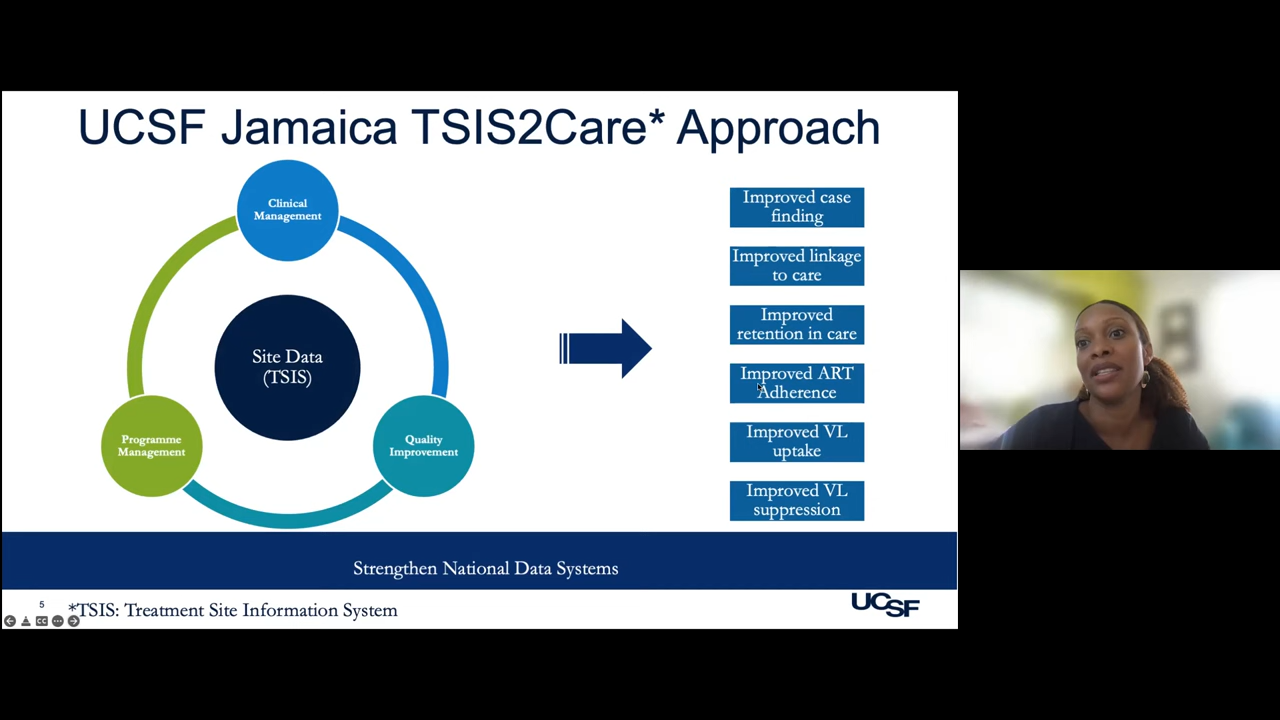 UCSF Jamaica TSIS2Care* Approach
Clinical
Management
Site Data
(TSIS)
Programme
Management
Quality
Improvement
Improved case
finding
Improved linkage
to care
Improved
retention in care
Improved ART
Adherence
Improved VL
uptake
Improved VL
suppression
Strengthen National Data Systems
5
*TSIS: Treatment Site Information System
CC
UCSF